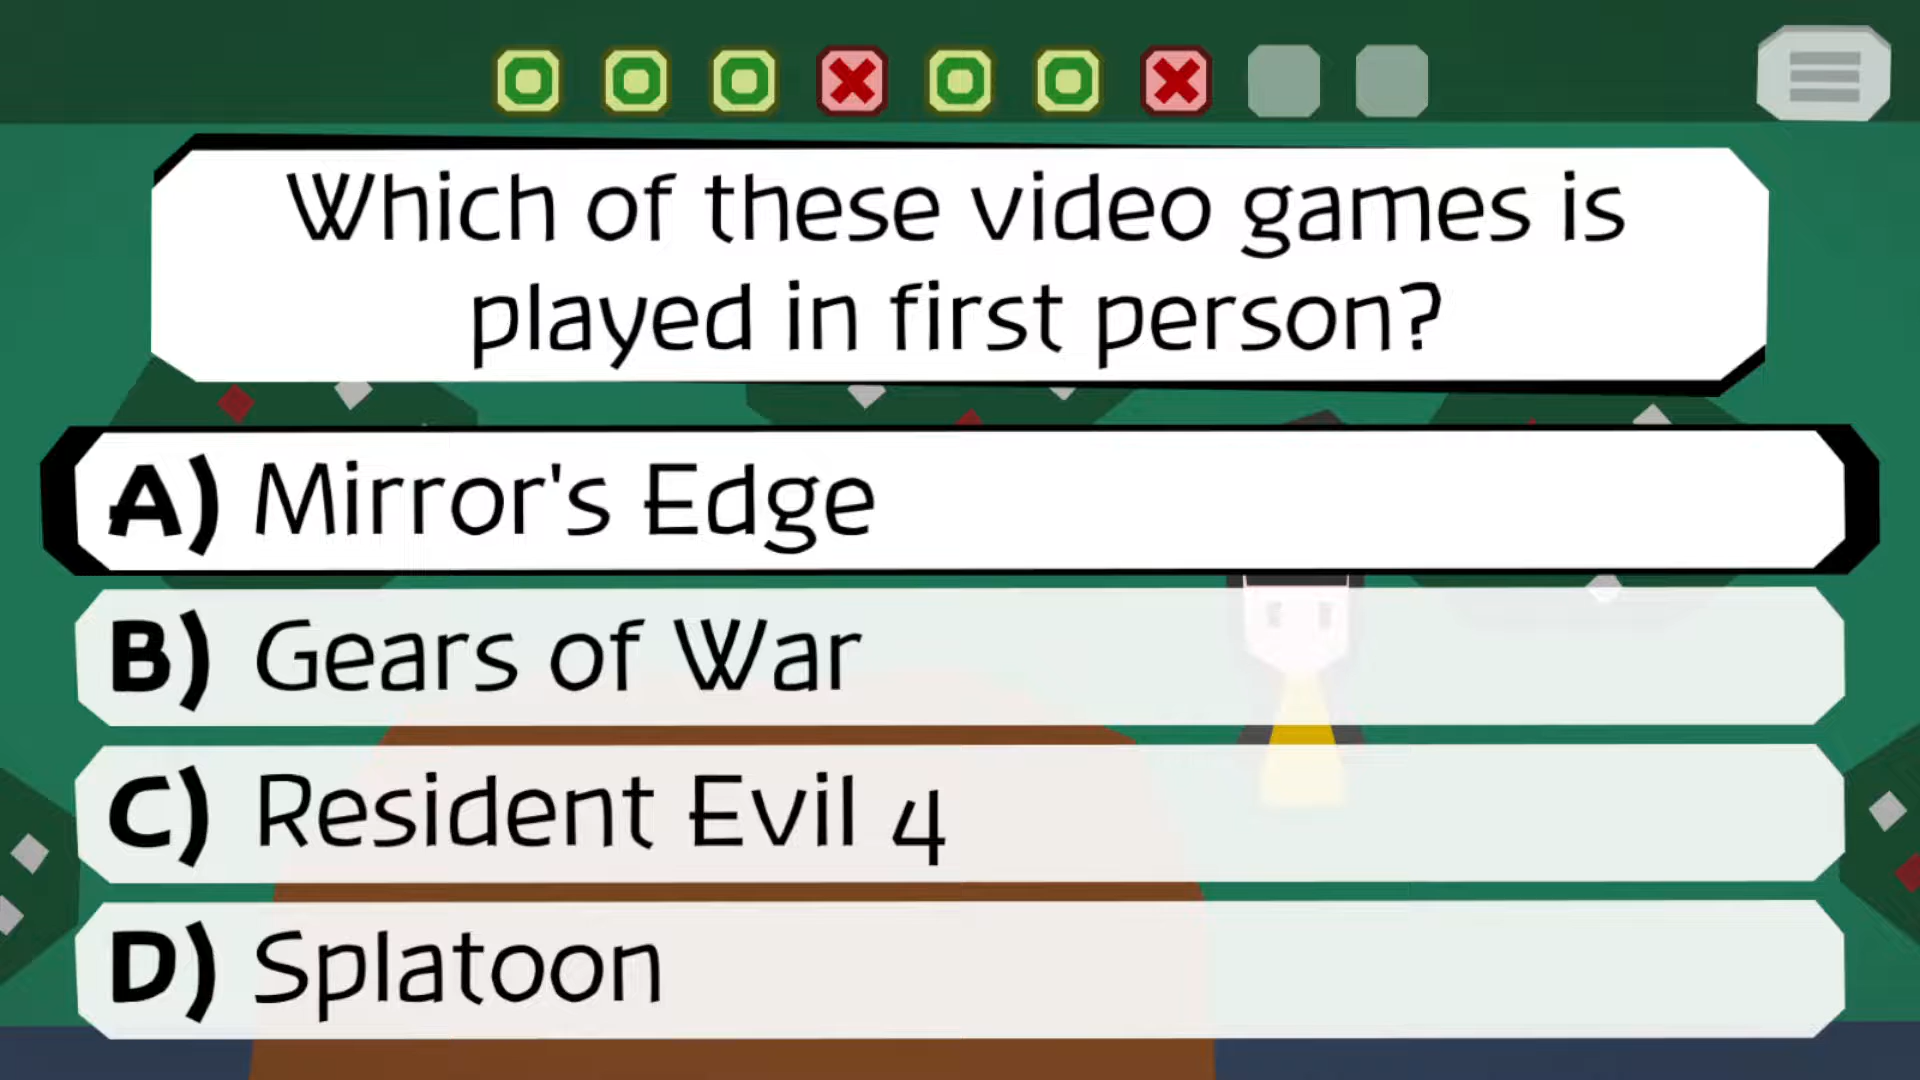 Which of these video games is
played in first person?
A) Mirror's Edge
B) Gears of War
C) Resident Evil 4
D) Splatoon